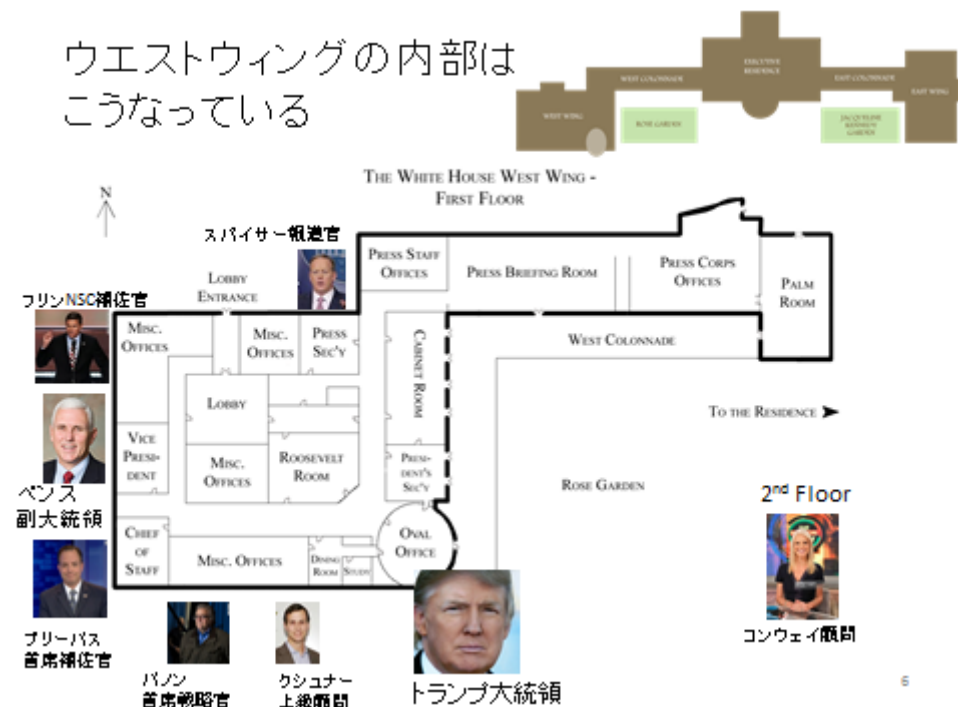 ウエストウィングの内部は
こうなっている
EXECUTIVE
RESIDENCE
WEST COLONNADE
EAST COLONNADE
WEST WING
EAST WING
ROSE GARDEN
JACQUELINE
KENNEDY
GARDEN
THE WHITE HOUSE WEST WING -
FIRST FLOOR
N
スパイサー報道官
LOBBY
ENTRANCE
PRESS STAFF
OFFICES
PRESS BRIEFING ROOM
PRESS CORPS
OFFICES
PALM
ROOM
フリンNSC補佐官
MISC.
OFFICES
MISC.
OFFICES
PRESS
SEC'Y
CABINET ROOM
WEST COLONNADE
LOBBY
TO THE RESIDENCE
VICE
PRESI-
DENT
MISC.
OFFICES
ROOSEVELT
ROOM
PRESI-
DENT'S
SEC'Y
ROSE GARDEN
ペンス
副大統領
2nd Floor
CHIEF
OF
STAFF
MISC. OFFICES
DINING
ROOM
STUDY
OVAL
OFFICE
プリーバス
首席補佐官
バノン
首席戦略官
クシュナー
上級顧問
トランプ大統領
コンウェイ顧問
6